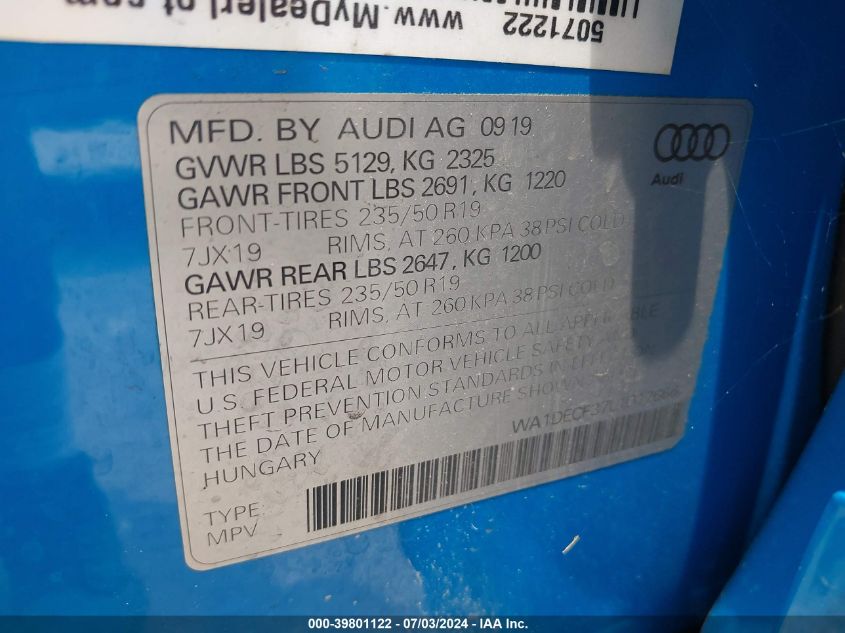 www.MyDealerLot.com
5071222
MFD. BY AUDI AG 0919
Audi
GVWR LBS 5129, KG 2325
GAWR FRONT LBS 2691, KG 1220
FRONT-TIRES 235/50 R19
7JX19 RIMS, AT 260 KPA 38 PSI COLD
GAWR REAR LBS 2647, KG 1200
REAR-TIRES 235/50 R19
7JX19 RIMS, AT 260 KPA 38 PSI COLD
THIS VEHICLE CONFORMS TO ALL APPLICABLE
U.S. FEDERAL MOTOR VEHICLE SAFETY AND
THEFT PREVENTION STANDARDS IN EFFECT ON
THE DATE OF MANUFACTURE SHOWN
HUNGARY
TYPE:
MPV
000-39801122 - 07/03/2024 - IAA Inc.